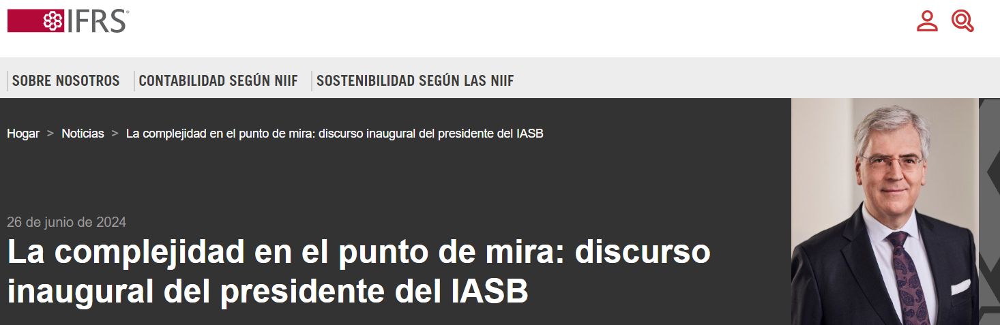 IFRS®
SOBRE NOSOTROS
CONTABILIDAD SEGÚN NIIF
SOSTENIBILIDAD SEGÚN LAS NIIF
Hogar > Noticias > La complejidad en el punto de mira: discurso inaugural del presidente del IASB
26 de junio de 2024
La complejidad en el punto de mira: discurso
inaugural del presidente del IASB